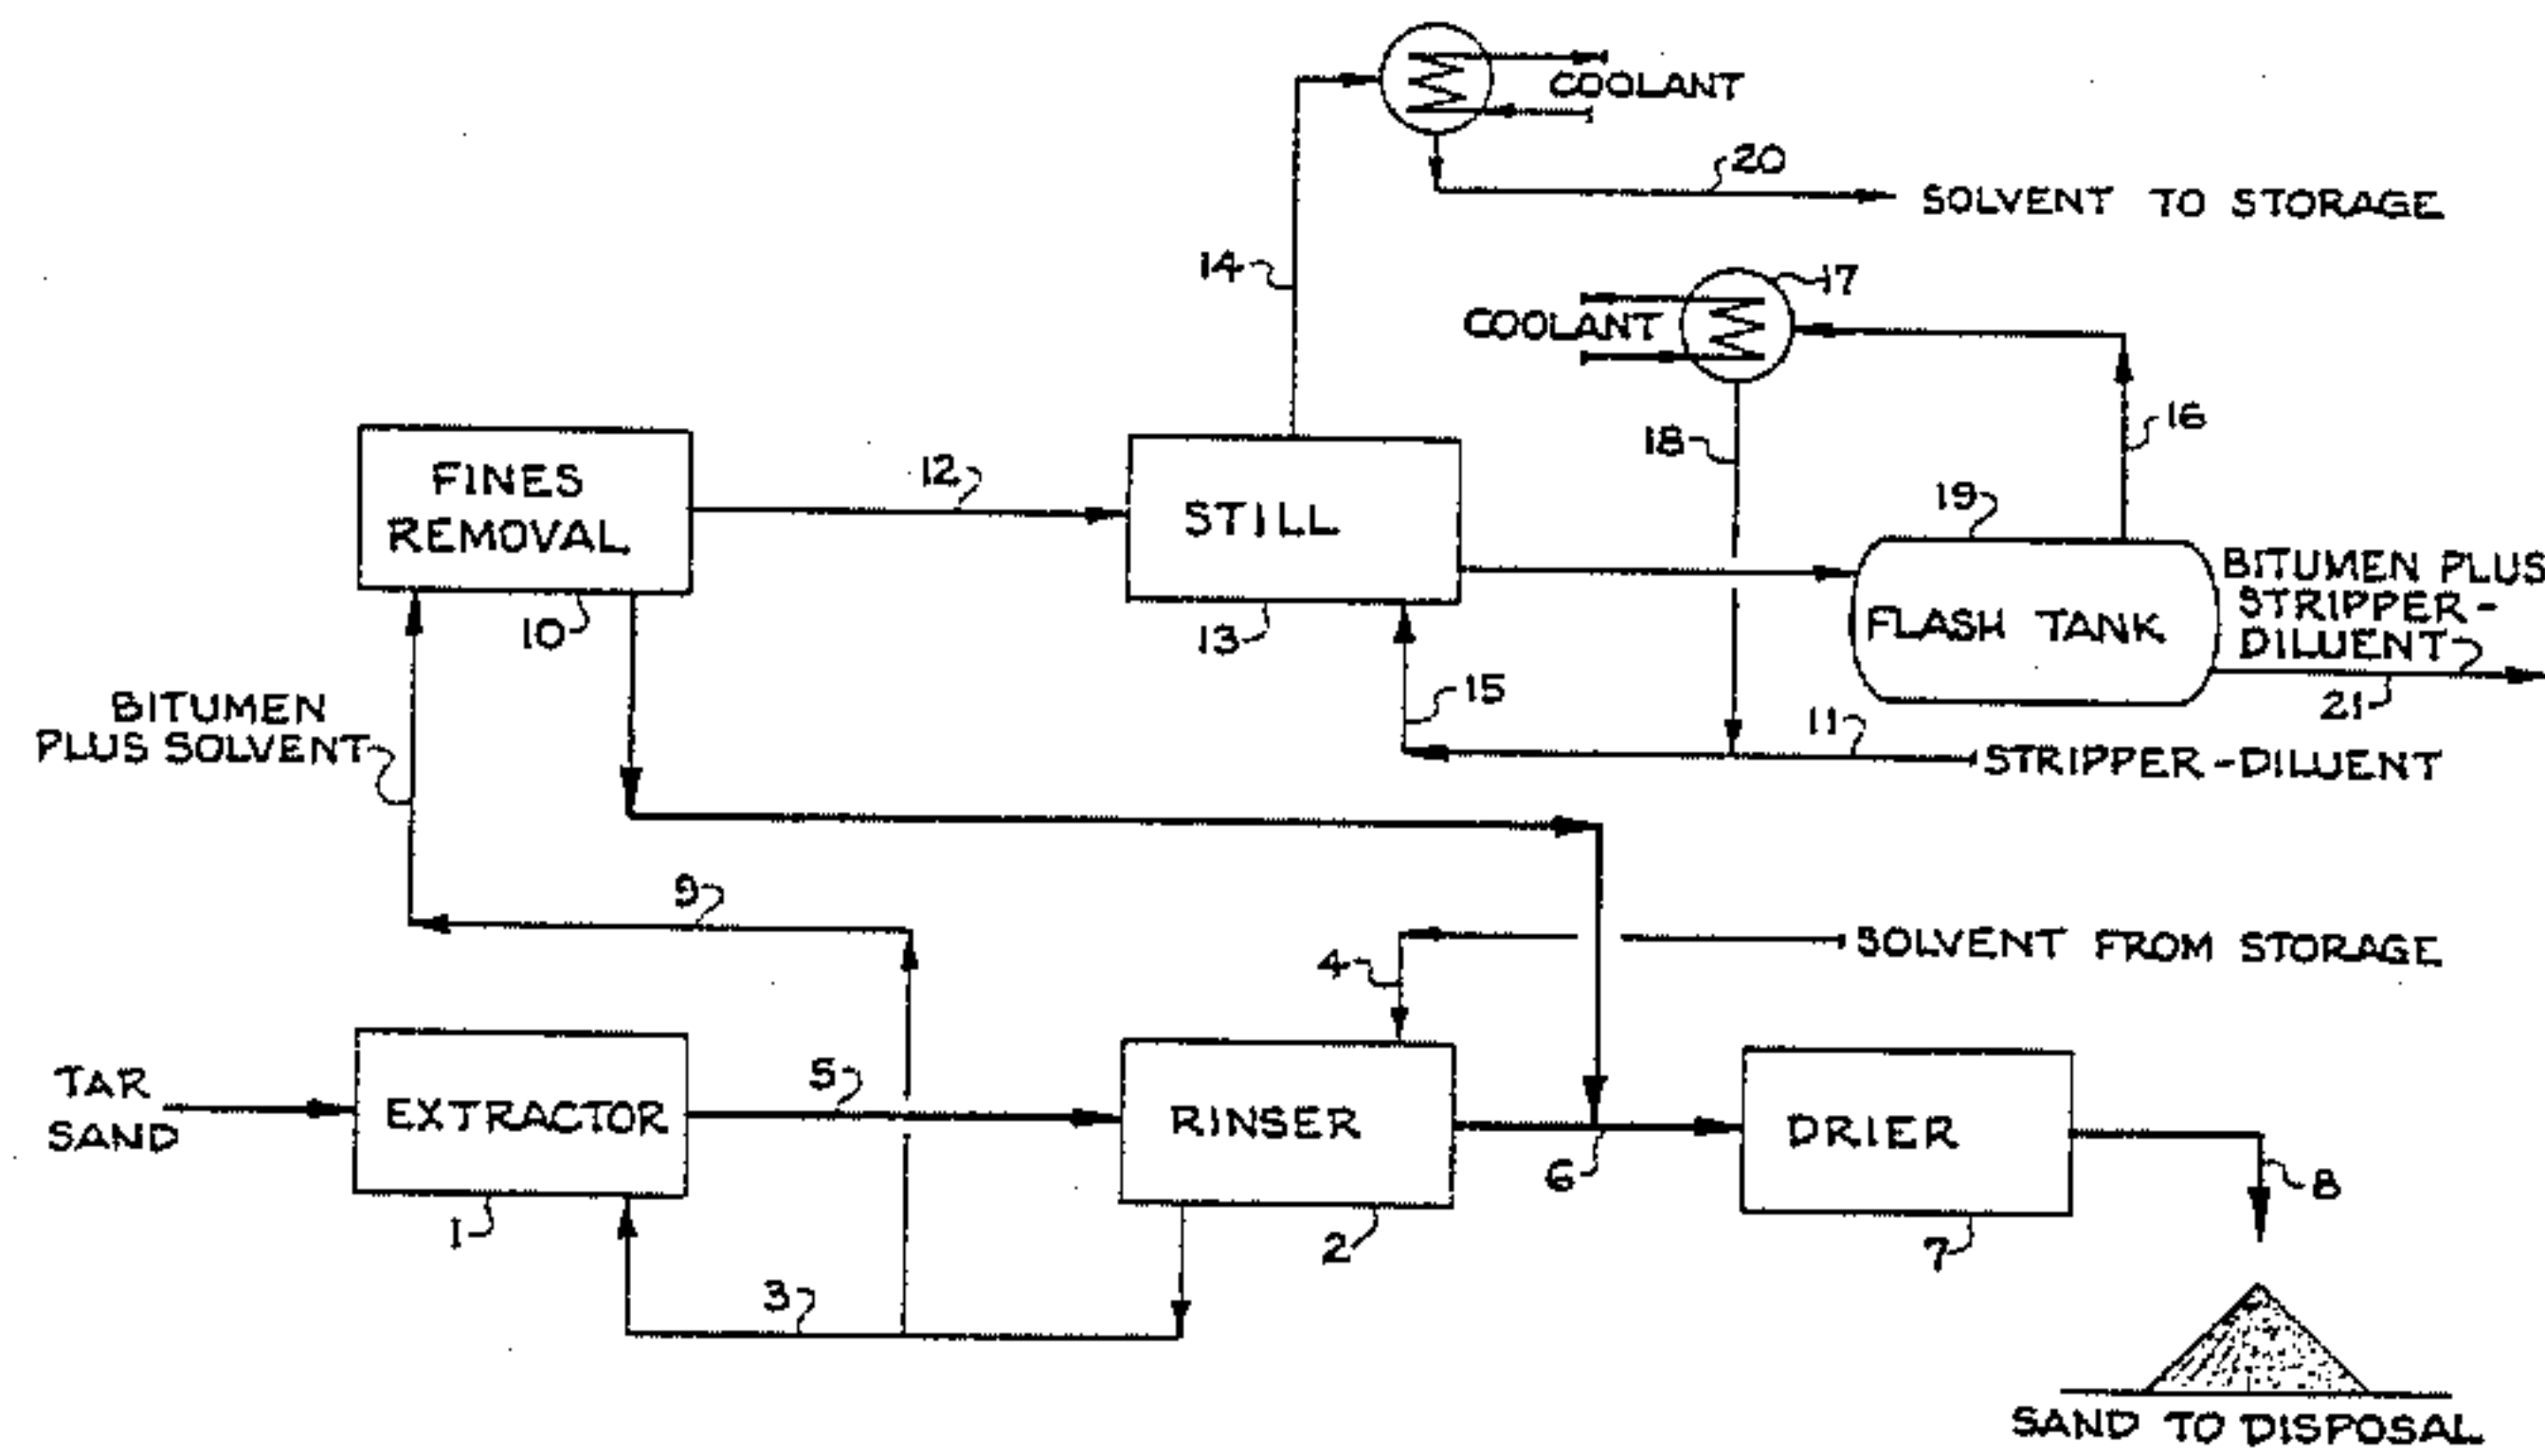 COOLANT
20
SOLVENT TO STORAGE
14
17
COOLANT
18
16
FINES
REMOVAL
12
STILL
19
BITUMEN PLUS
STRIPPER-
DILUENT
FLASH TANK
10
13
15
21
BITUMEN
PLUS SOLVENT
11
STRIPPER-DILUENT
9
SOLVENT FROM STORAGE
4
TAR
SAND
EXTRACTOR
5
RINSER
DRIER
6
8
1
2
7
3
SAND TO DISPOSAL